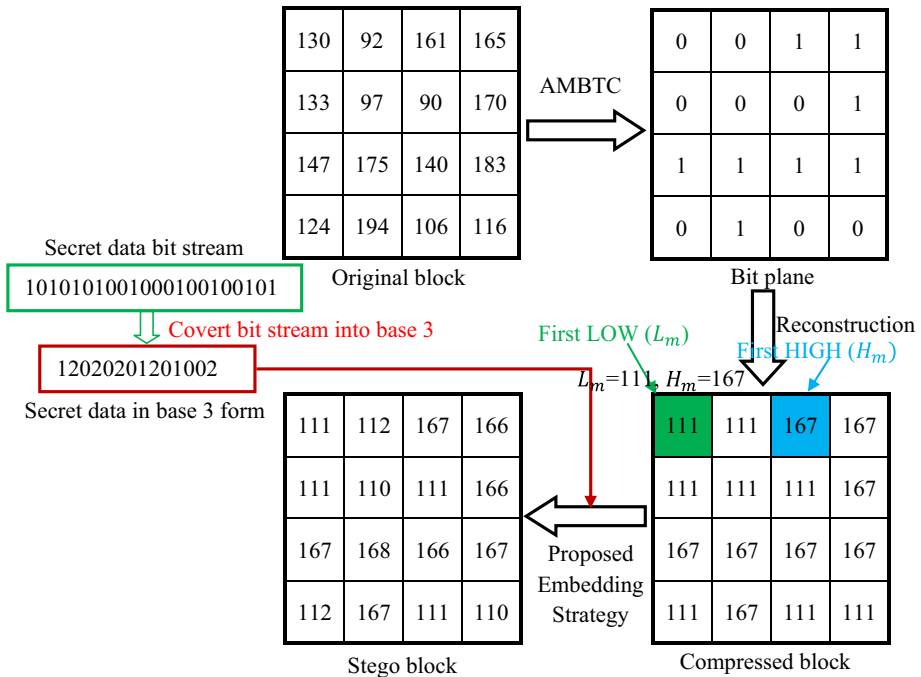 130 92 161 165
133 97 90 170
147 175 140 183
124 194 106 116
Original block
AMBTC
0 0 1 1
0 0 0 1
1 1 1 1
0 1 0 0
Bit plane
Secret data bit stream
1010101001000100100101
Covert bit stream into base 3
12020201201002
Secret data in base 3 form
Reconstruction
First LOW (L_m)
First HIGH (H_m)
L_m=111, H_m=167
111 111 167 167
111 111 111 167
167 167 167 167
111 167 111 111
Compressed block
Proposed
Embedding
Strategy
111 112 167 166
111 110 111 166
167 168 166 167
112 167 111 110
Stego block